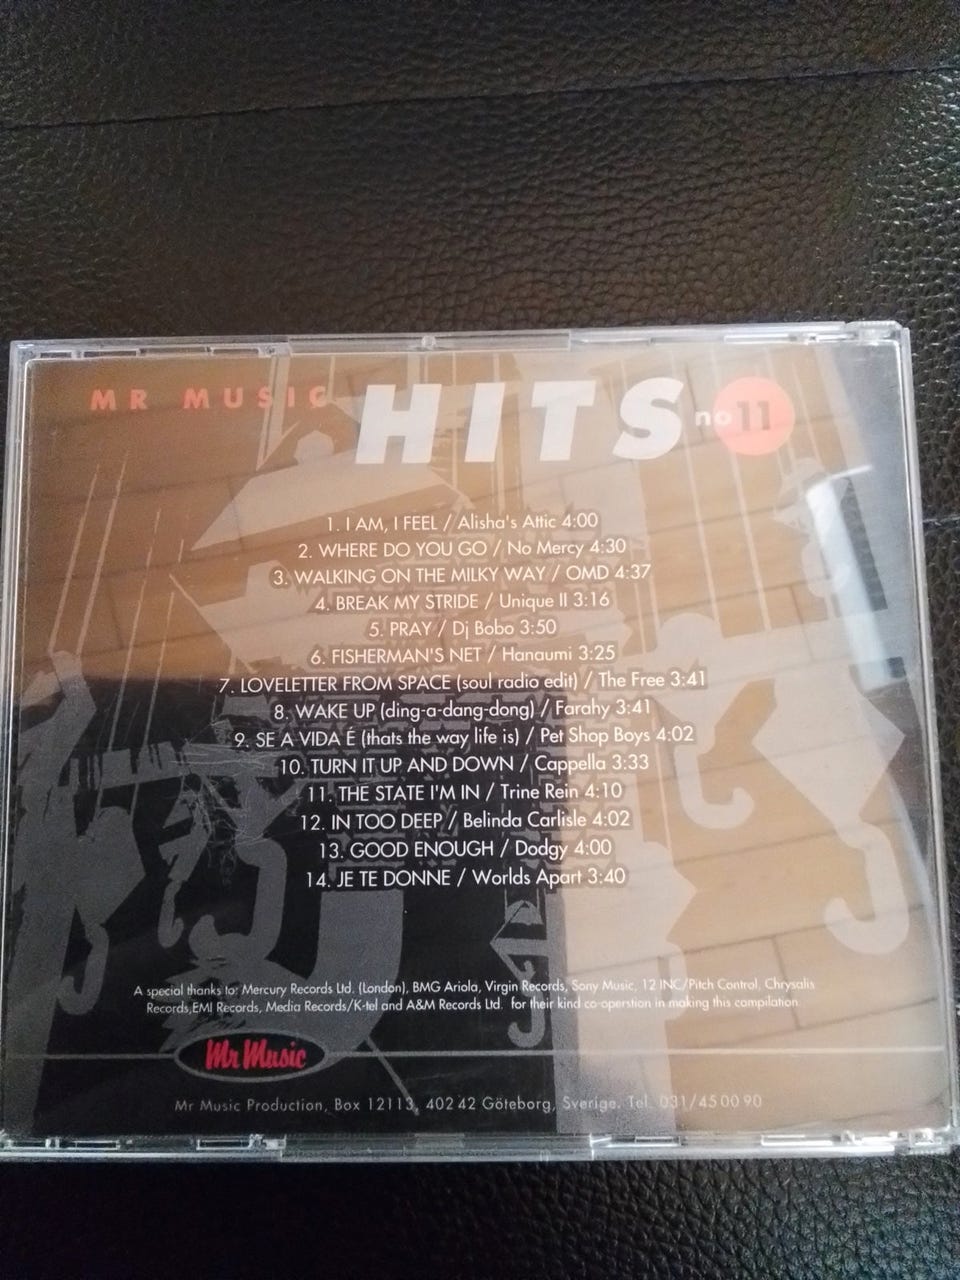 MR MUSIC HITS no 11
1. I AM, I FEEL / Alisha's Attic 4:00
2. WHERE DO YOU GO / No Mercy 4:30
3. WALKING ON THE MILKY WAY / OMD 4:37
4. BREAK MY STRIDE / Unique II 3:16
5. PRAY / Dj Bobo 3:50
6. FISHERMAN'S NET / Hanaumi 3:25
7. LOVELETTER FROM SPACE (soul radio edit) / The Free 3:41
8. WAKE UP (ding-a-dang-dong) / Farahy 3:41
9. SE A VIDA É (thats the way life is) / Pet Shop Boys 4:02
10. TURN IT UP AND DOWN / Cappella 3:33
11. THE STATE I'M IN / Trine Rein 4:10
12. IN TOO DEEP / Belinda Carlisle 4:02
13. GOOD ENOUGH / Dodgy 4:00
14. JE TE DONNE / Worlds Apart 3:40
A special thanks to: Mercury Records Ltd. (London), BMG Ariola, Virgin Records, Sony Music, 12 INC/Pitch Control, Chrysalis
Records,EMI Records, Media Records/K-tel and A&M Records Ltd. for their kind co-operstion in making this compilation.
Mr Music
Mr Music Production, Box 12113, 402 42 Göteborg, Sverige. Tel. 031/45 00 90